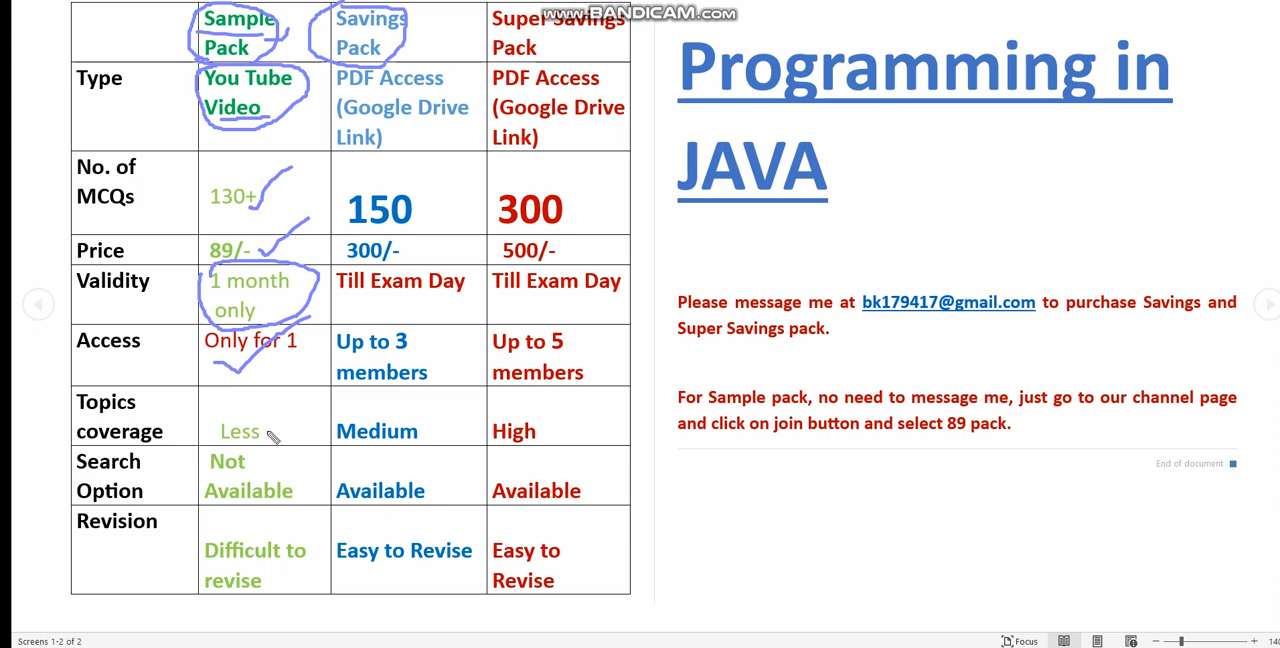 WWW.BANDICAM.COM
Sample Savings Super Savings
Pack Pack Pack
Type You Tube PDF Access PDF Access
Video (Google Drive (Google Drive
Link) Link)
No. of
MCQs 130+ 150 300
Price 89/- 300/- 500/-
Validity 1 month Till Exam Day Till Exam Day
only
Access Only for 1 Up to 3 Up to 5
members members
Topics
coverage Less Medium High
Search Not
Option Available Available Available
Revision
Difficult to Easy to Revise Easy to
revise Revise
Programming in
JAVA
Please message me at bk179417@gmail.com to purchase Savings and
Super Savings pack.
For Sample pack, no need to message me, just go to our channel page
and click on join button and select 89 pack.
End of document
Screens 1-2 of 2 Focus 140